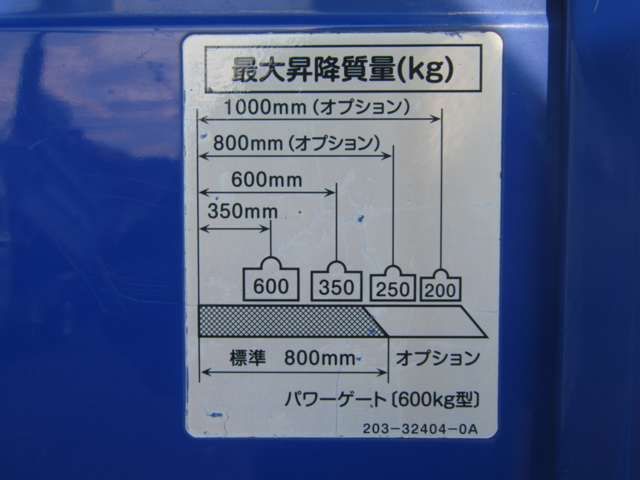 最大昇降質量(kg)
1000mm(オプション)
800mm(オプション)
600mm
350mm
600 350 250 200
標準 800mm オプション
パワーゲート〔600kg型〕
203-32404-0A